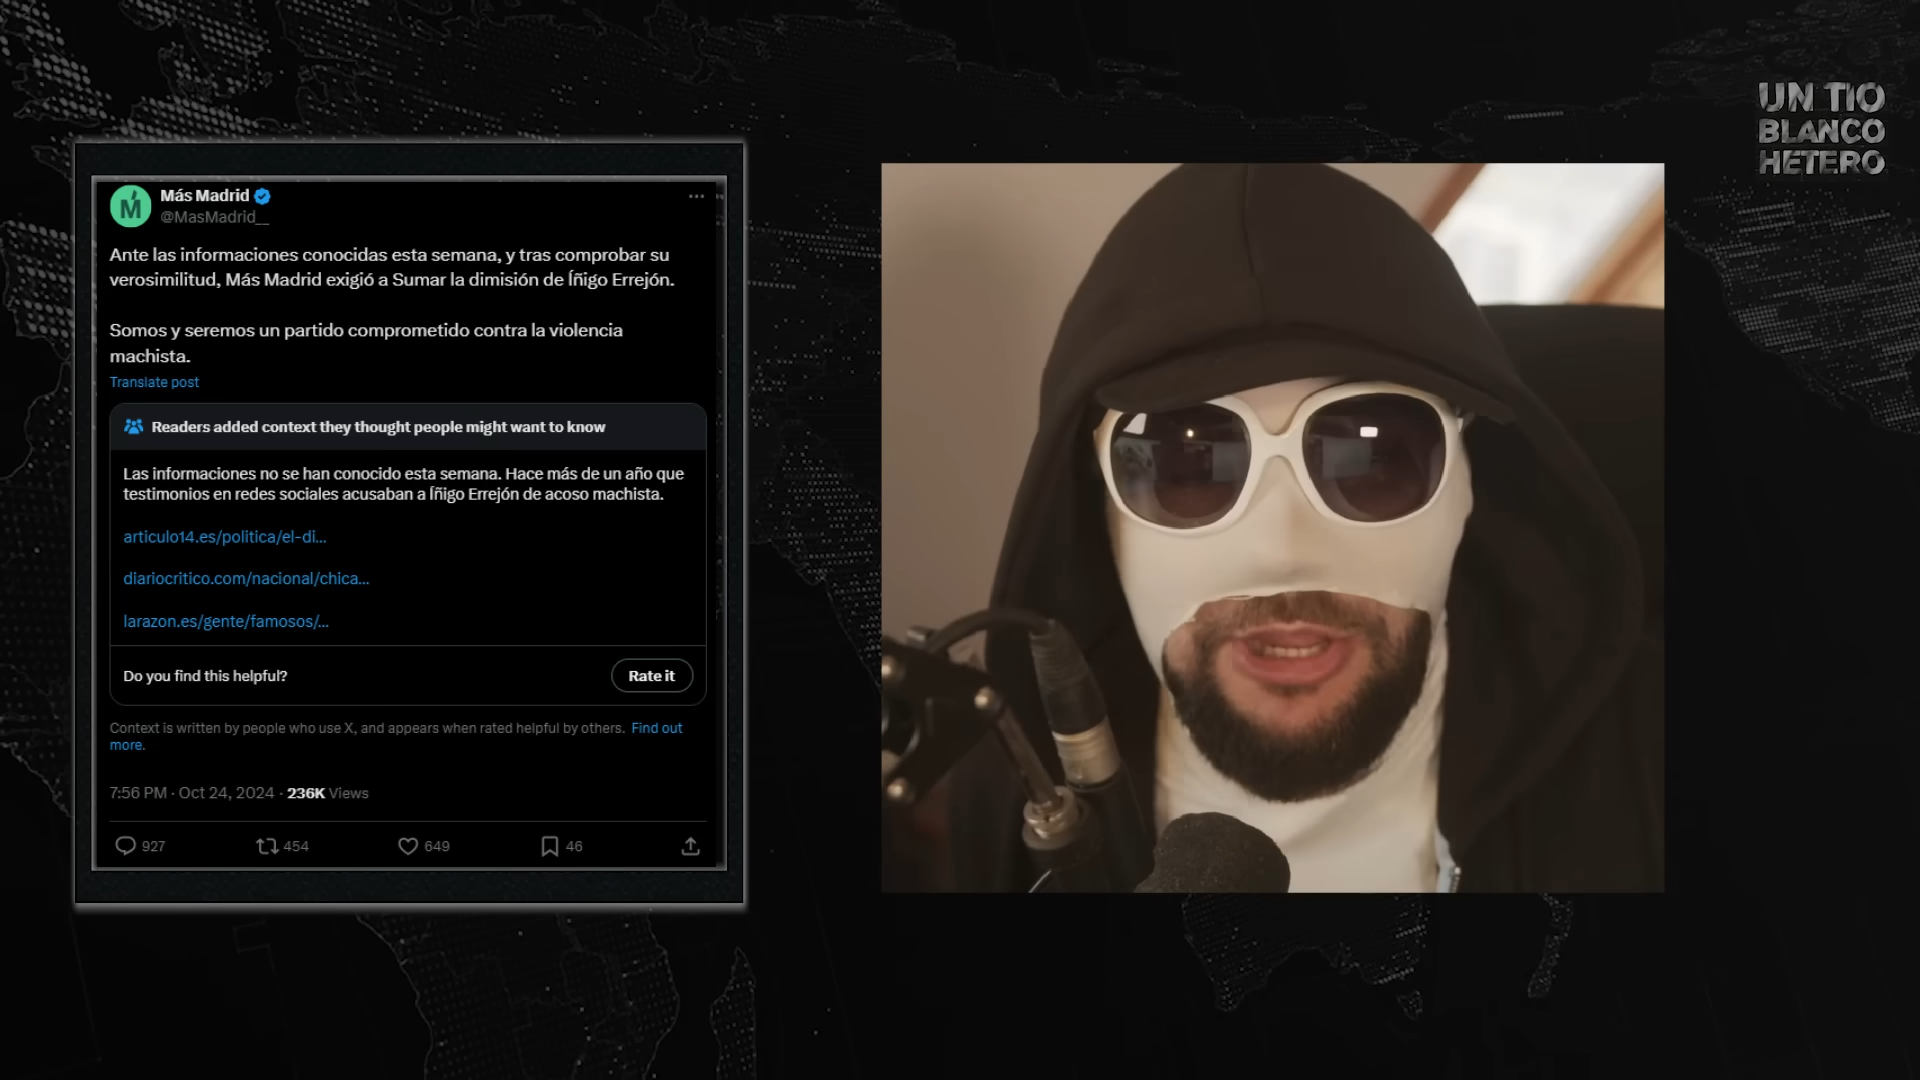 Más Madrid
@MasMadrid__
Ante las informaciones conocidas esta semana, y tras comprobar su
verosimilitud, Más Madrid exigió a Sumar la dimisión de Íñigo Errejón.
Somos y seremos un partido comprometido contra la violencia
machista.
Translate post
Readers added context they thought people might want to know
Las informaciones no se han conocido esta semana. Hace más de un año que
testimonios en redes sociales acusaban a Íñigo Errejón de acoso machista.
articulo14.es/politica/el-di...
diariocritico.com/nacional/chica...
larazon.es/gente/famosos/...
Do you find this helpful?
Rate it
Context is written by people who use X, and appears when rated helpful by others. Find out
more.
7:56 PM · Oct 24, 2024 · 236K Views
927
454
649
46
UN TIO
BLANCO
HETERO